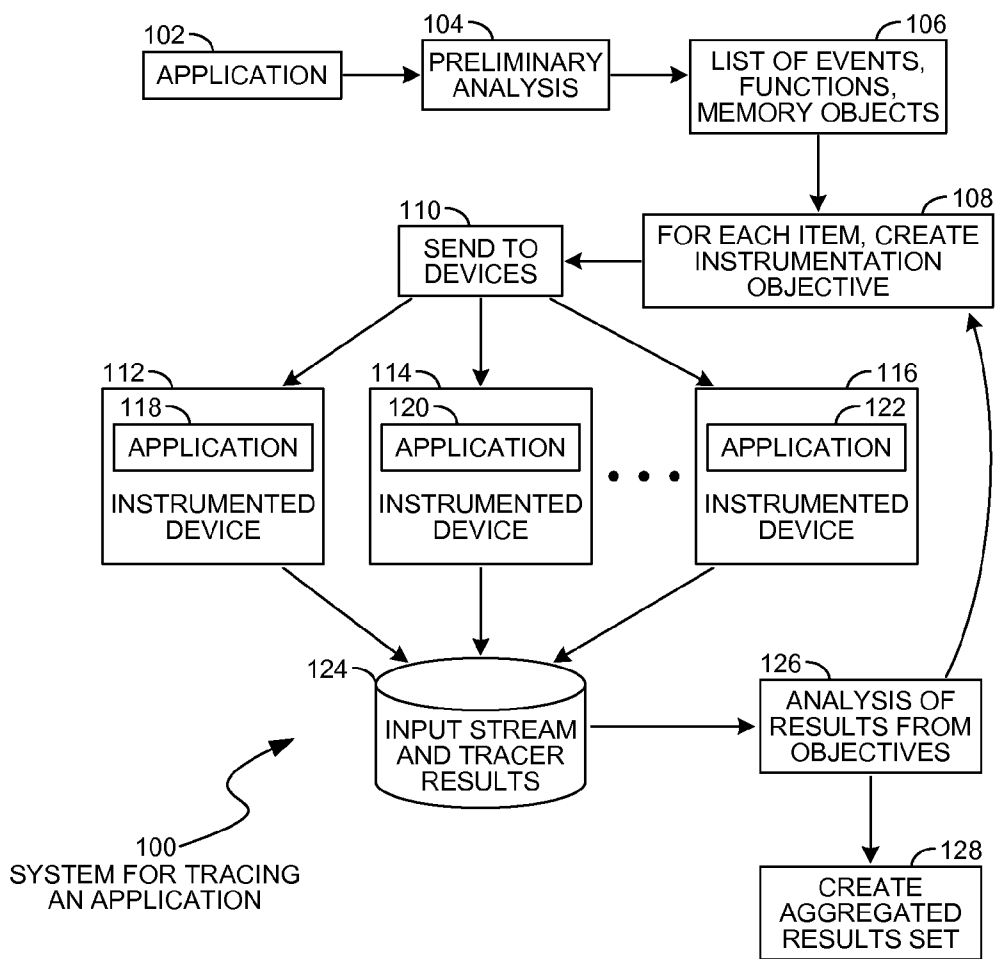 102
APPLICATION
104
PRELIMINARY
ANALYSIS
106
LIST OF EVENTS,
FUNCTIONS,
MEMORY OBJECTS
108
FOR EACH ITEM, CREATE
INSTRUMENTATION
OBJECTIVE
110
SEND TO
DEVICES
112
118
APPLICATION
INSTRUMENTED
DEVICE
114
120
APPLICATION
INSTRUMENTED
DEVICE
116
122
APPLICATION
INSTRUMENTED
DEVICE
124
INPUT STREAM
AND TRACER
RESULTS
126
ANALYSIS OF
RESULTS FROM
OBJECTIVES
100
SYSTEM FOR TRACING
AN APPLICATION
128
CREATE
AGGREGATED
RESULTS SET